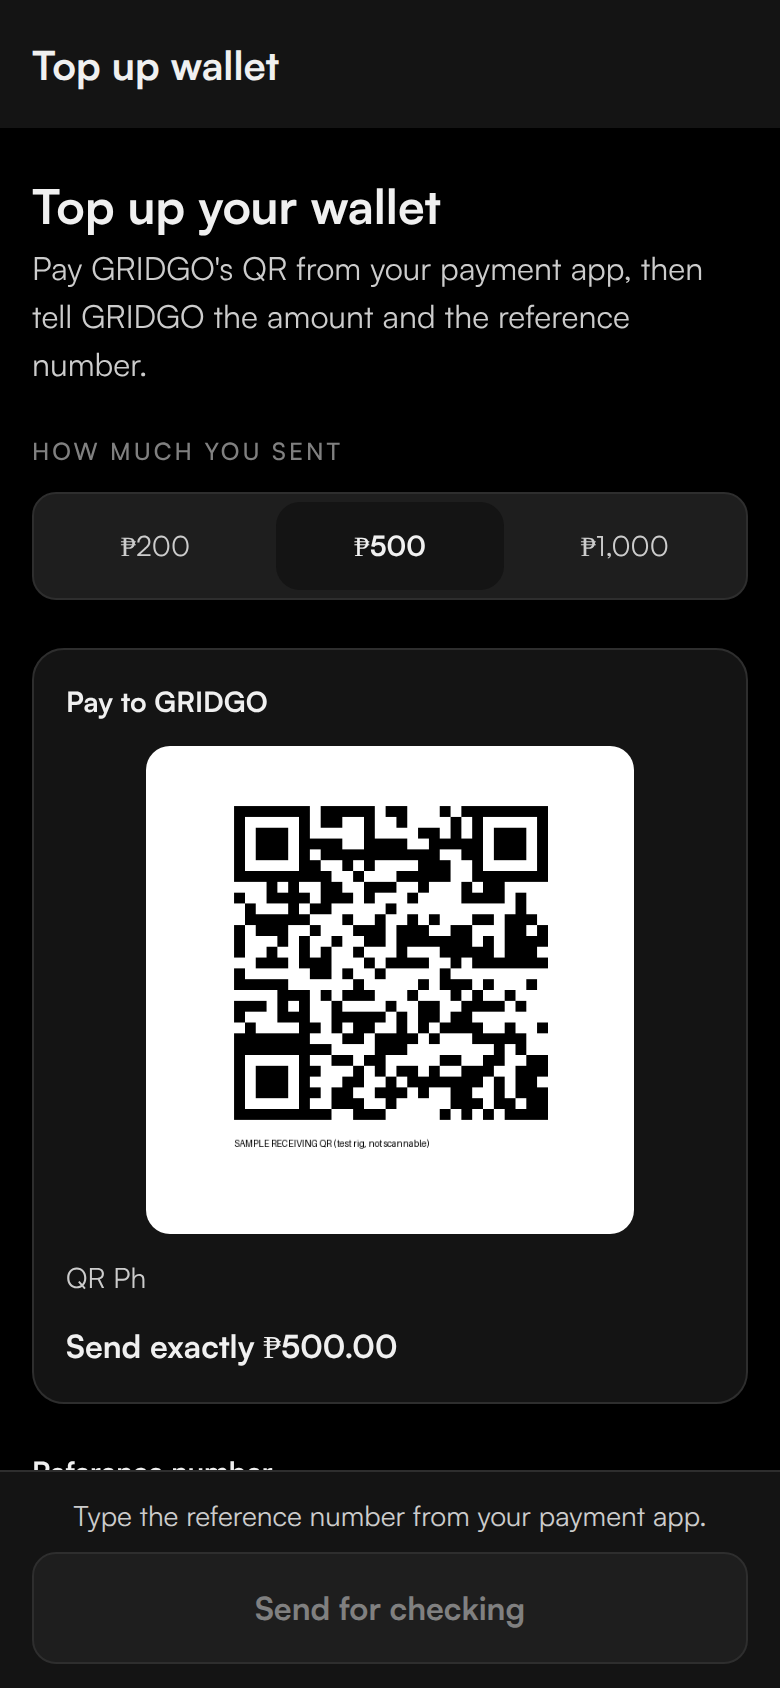 Top up wallet
Top up your wallet
Pay GRIDGO's QR from your payment app, then
tell GRIDGO the amount and the reference
number.
HOW MUCH YOU SENT
₱200
₱500
₱1,000
Pay to GRIDGO
SAMPLE RECEIVING QR (test rig, not scannable)
QR Ph
Send exactly ₱500.00
Reference number
Type the reference number from your payment app.
Send for checking